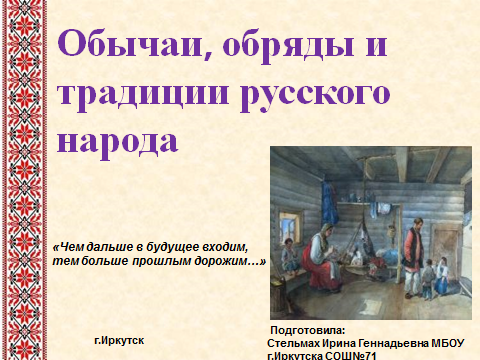 Обычаи, обряды и
традиции русского
народа
«Чем дальше в будущее входим,
тем больше прошлым дорожим…»
г.Иркутск
Подготовила:
Стельмах Ирина Геннадьевна МБОУ
г.Иркутска СОШ№71